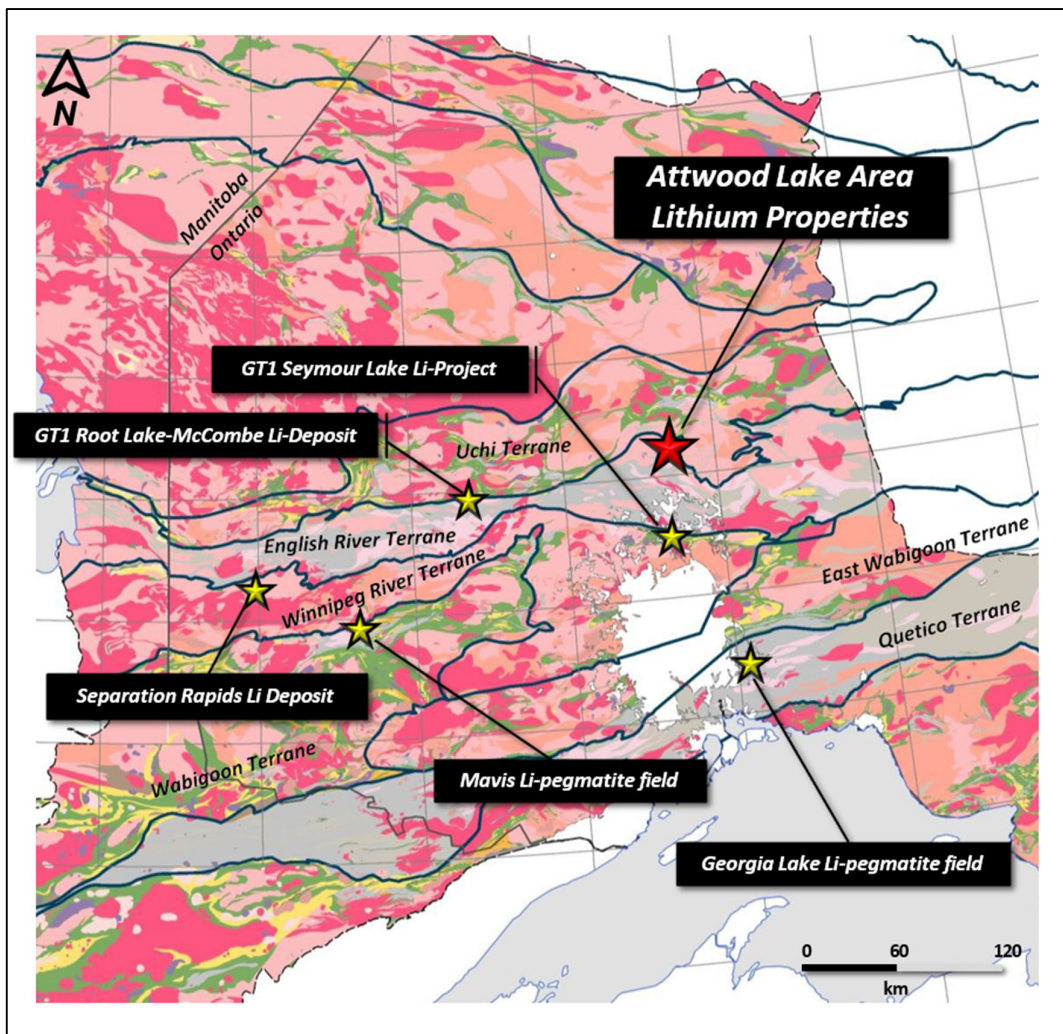 N
Manitoba
Ontario
Attwood Lake Area
Lithium Properties
GT1 Seymour Lake Li-Project
GT1 Root Lake-McCombe Li-Deposit
Uchi Terrane
English River Terrane
Winnipeg River Terrane
East Wabigoon Terrane
Quetico Terrane
Separation Rapids Li Deposit
Wabigoon Terrane
Mavis Li-pegmatite field
Georgia Lake Li-pegmatite field
0 60 120
km